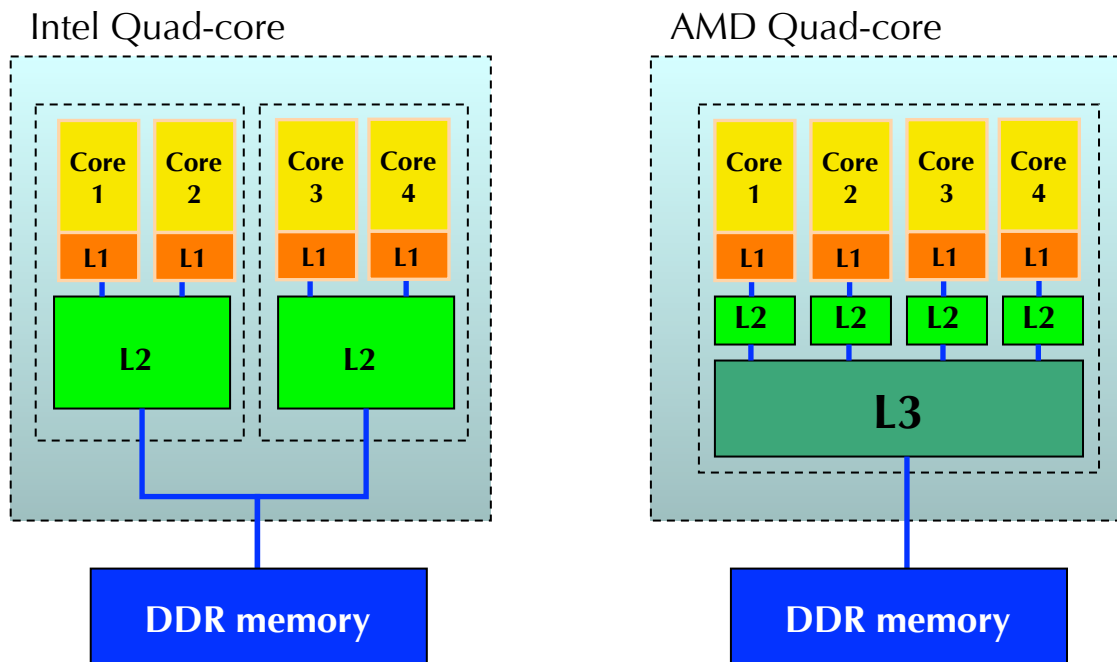 Intel Quad-core
Core
1
Core
2
Core
3
Core
4
L1
L1
L1
L1
L2
L2
DDR memory
AMD Quad-core
Core
1
Core
2
Core
3
Core
4
L1
L1
L1
L1
L2
L2
L2
L2
L3
DDR memory